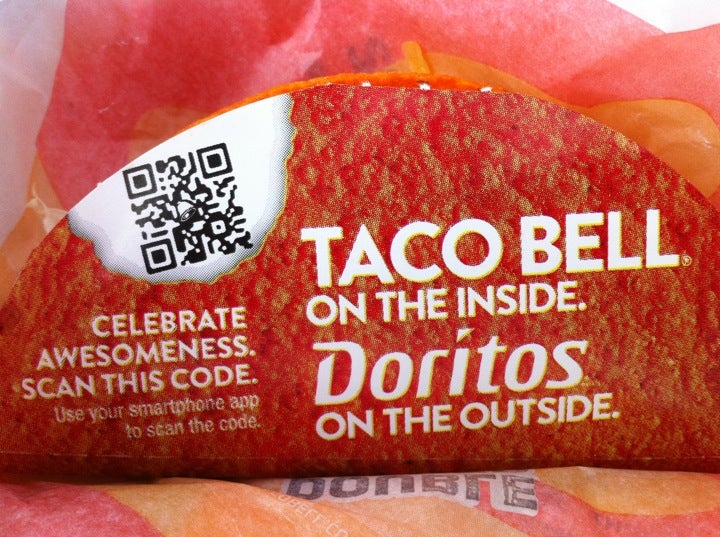 TACO BELL®
ON THE INSIDE.
Doritos
ON THE OUTSIDE.
CELEBRATE
AWESOMENESS.
SCAN THIS CODE.
Use your smartphone app
to scan the code.